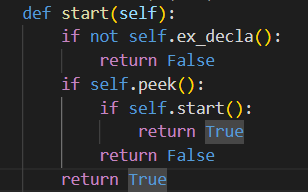 def start(self):
    if not self.ex_decla():
        return False
    if self.peek():
        if self.start():
            return True
        return False
    return True